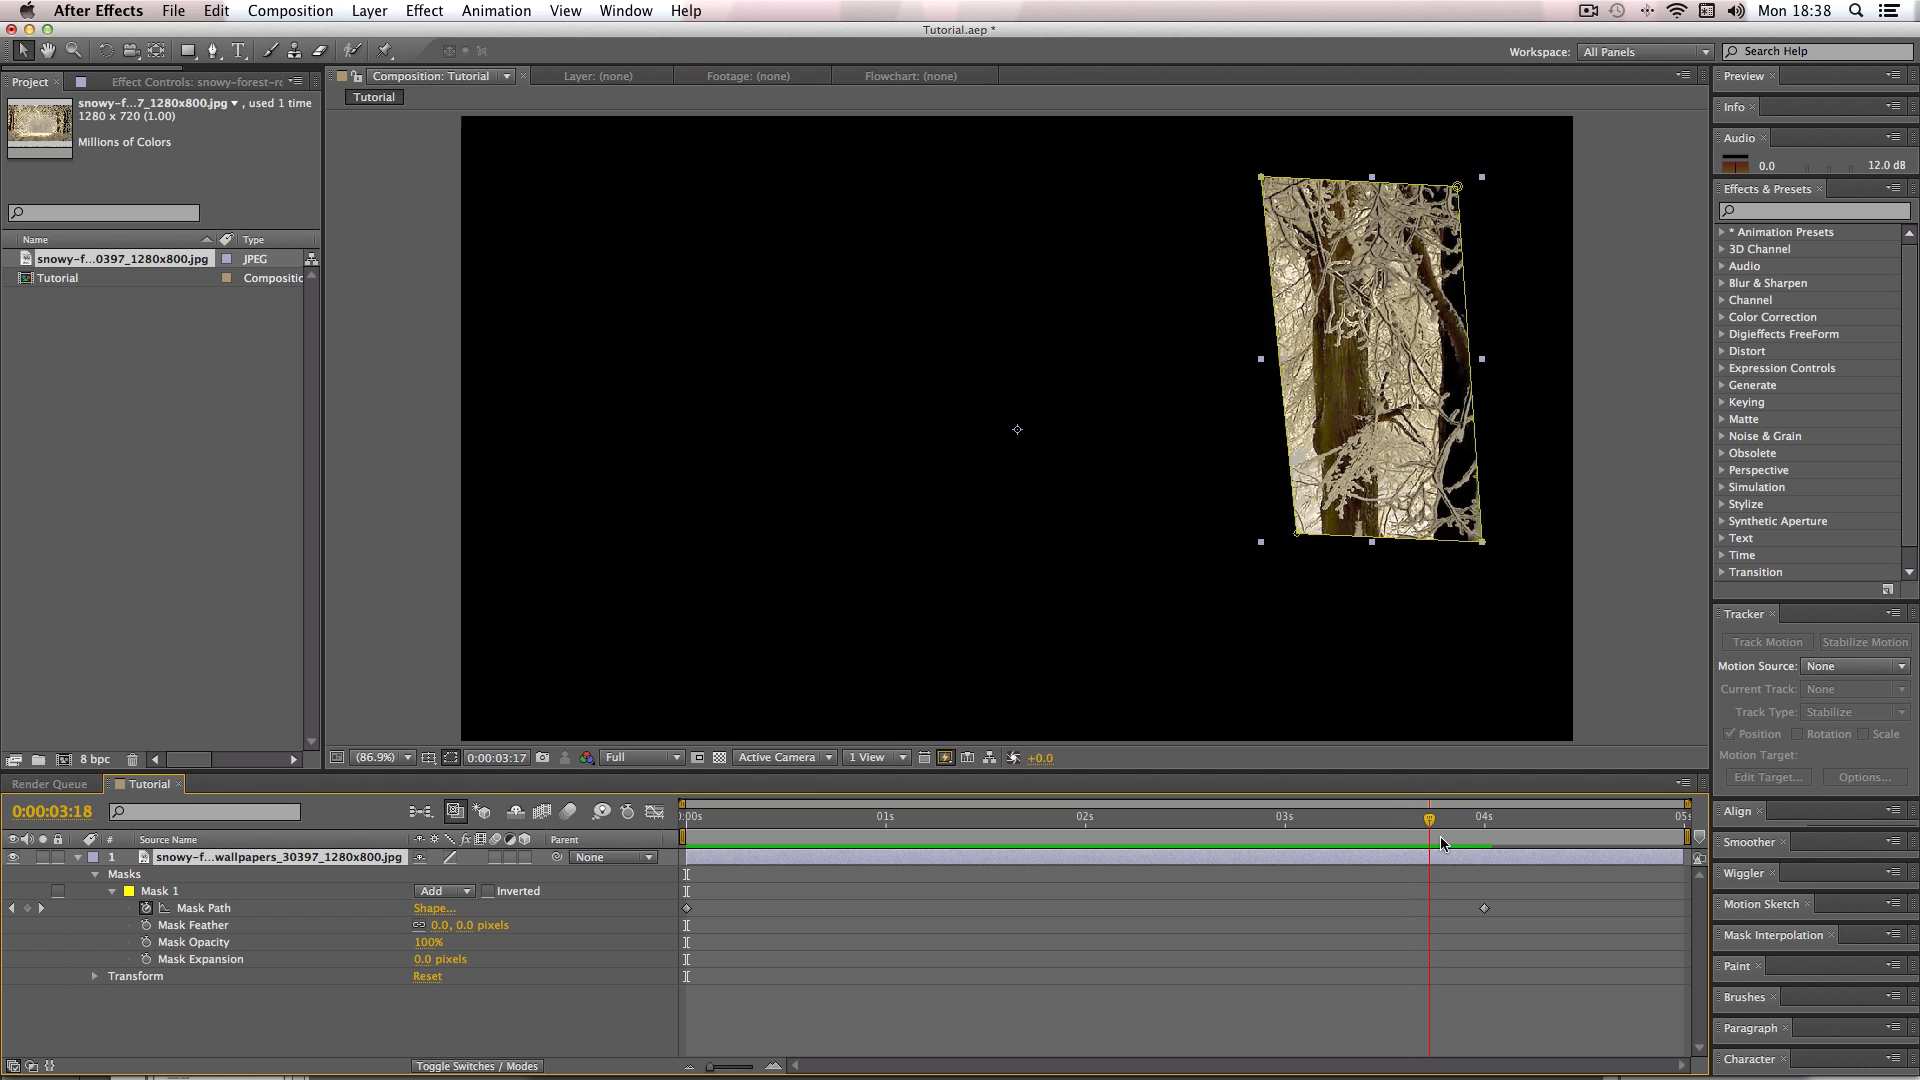 After Effects File Edit Composition Layer Effect Animation View Window Help Mon 18:38
Tutorial.aep *
Workspace: All Panels Search Help
Project × Effect Controls: snowy-forest-ro
Composition: Tutorial × Layer: (none) Footage: (none) Flowchart: (none)
Preview ×
Tutorial
snowy-f...7_1280x800.jpg ▾ , used 1 time
1280 x 720 (1.00)
Millions of Colors
Info ×
Audio ×
0.0 12.0 dB
Effects & Presets ×
Name Type
snowy-f...0397_1280x800.jpg JPEG
Tutorial Compositic
* Animation Presets
3D Channel
Audio
Blur & Sharpen
Channel
Color Correction
Digieffects FreeForm
Distort
Expression Controls
Generate
Keying
Matte
Noise & Grain
Obsolete
Perspective
Simulation
Stylize
Synthetic Aperture
Text
Time
Transition
Tracker ×
Track Motion Stabilize Motion
Motion Source: None
Current Track: None
Track Type: Stabilize
Position Rotation Scale
Motion Target:
Edit Target... Options...
8 bpc
(86.9%) 0:00:03:17 Full Active Camera 1 View +0.0
Render Queue Tutorial ×
0:00:03:18
):00s 01s 02s 03s 04s 05s
# Source Name fx Parent
1 snowy-f...wallpapers_30397_1280x800.jpg None
Masks
Mask 1 Add Inverted
Mask Path Shape...
Mask Feather 0.0, 0.0 pixels
Mask Opacity 100%
Mask Expansion 0.0 pixels
Transform Reset
Toggle Switches / Modes
Align ×
Smoother ×
Wiggler ×
Motion Sketch ×
Mask Interpolation ×
Paint ×
Brushes ×
Paragraph ×
Character ×